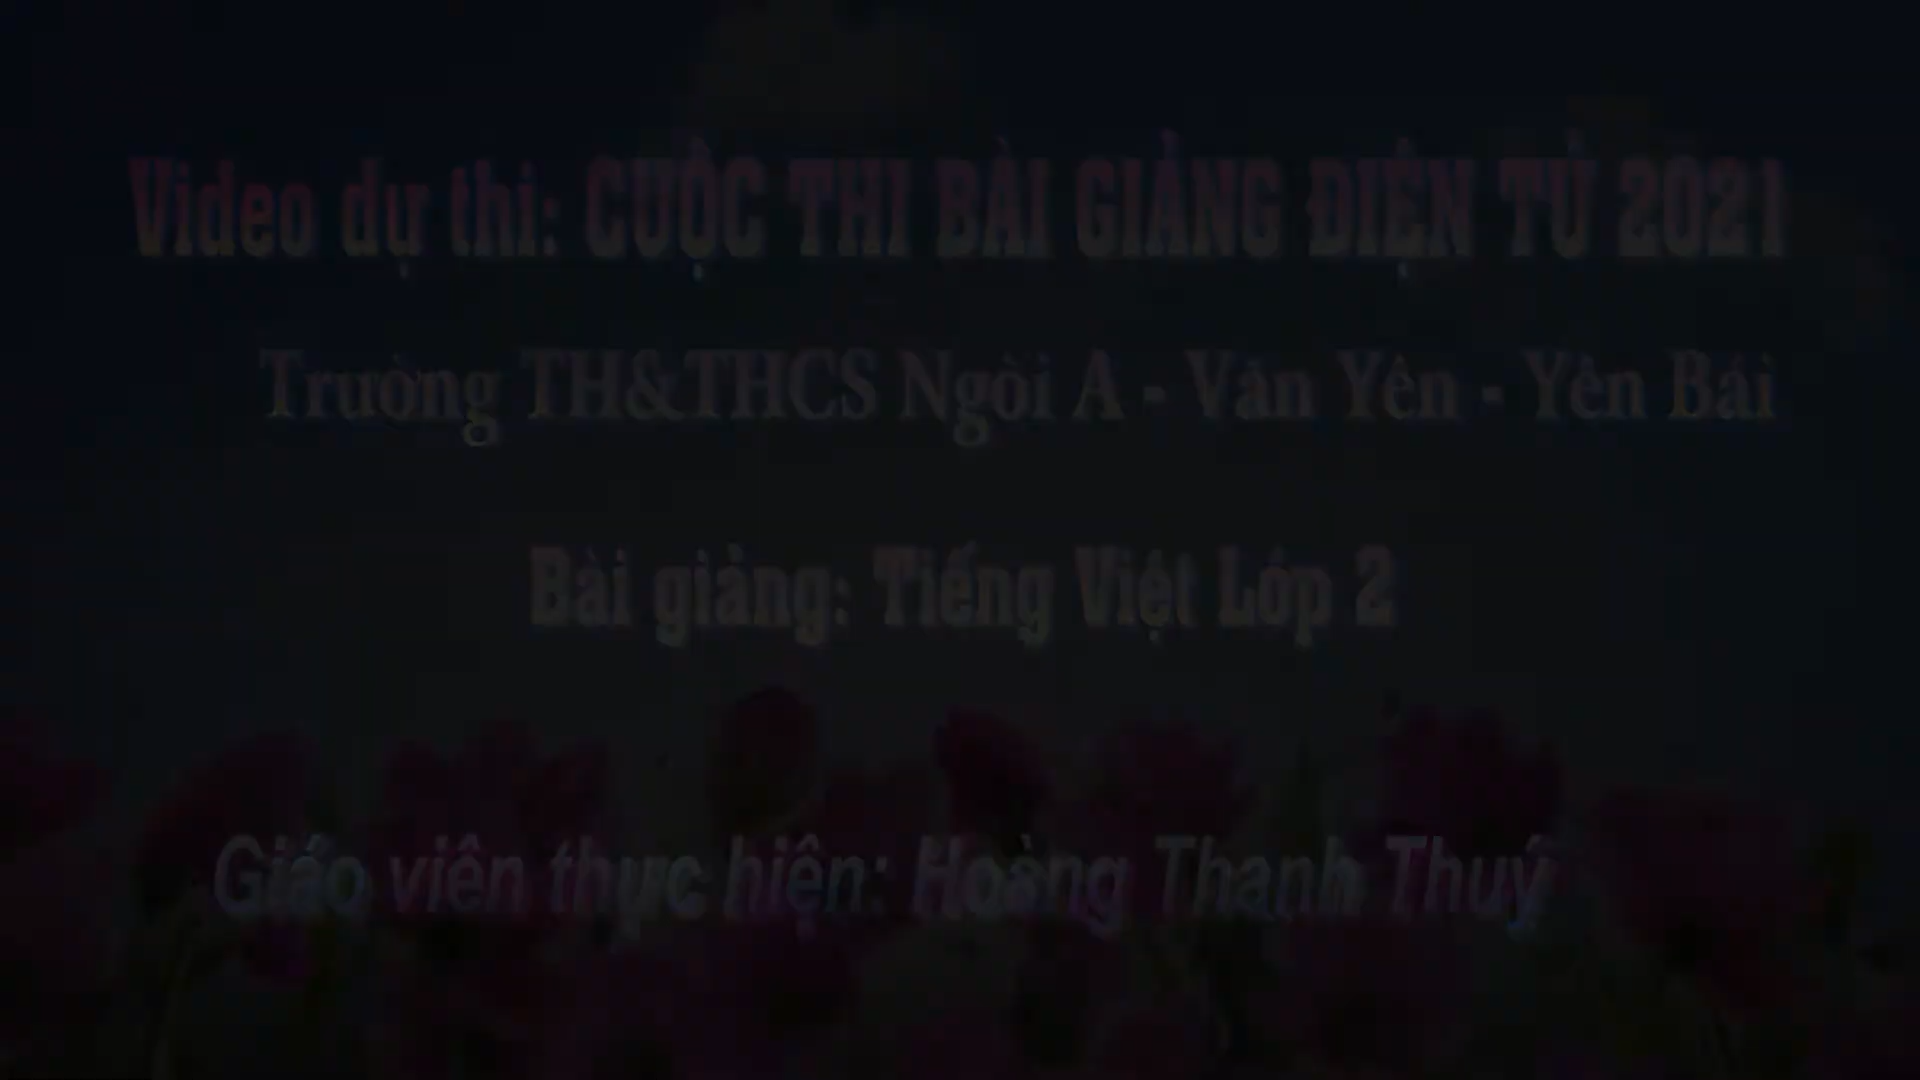 Video dự thi: CUỘC THI BÀI GIẢNG ĐIỆN TỬ 2021
Trường TH&THCS Ngòi A - Văn Yên - Yên Bái
Bài giảng: Tiếng Việt Lớp 2
Giáo viên thực hiện: Hoàng Thanh Thuý